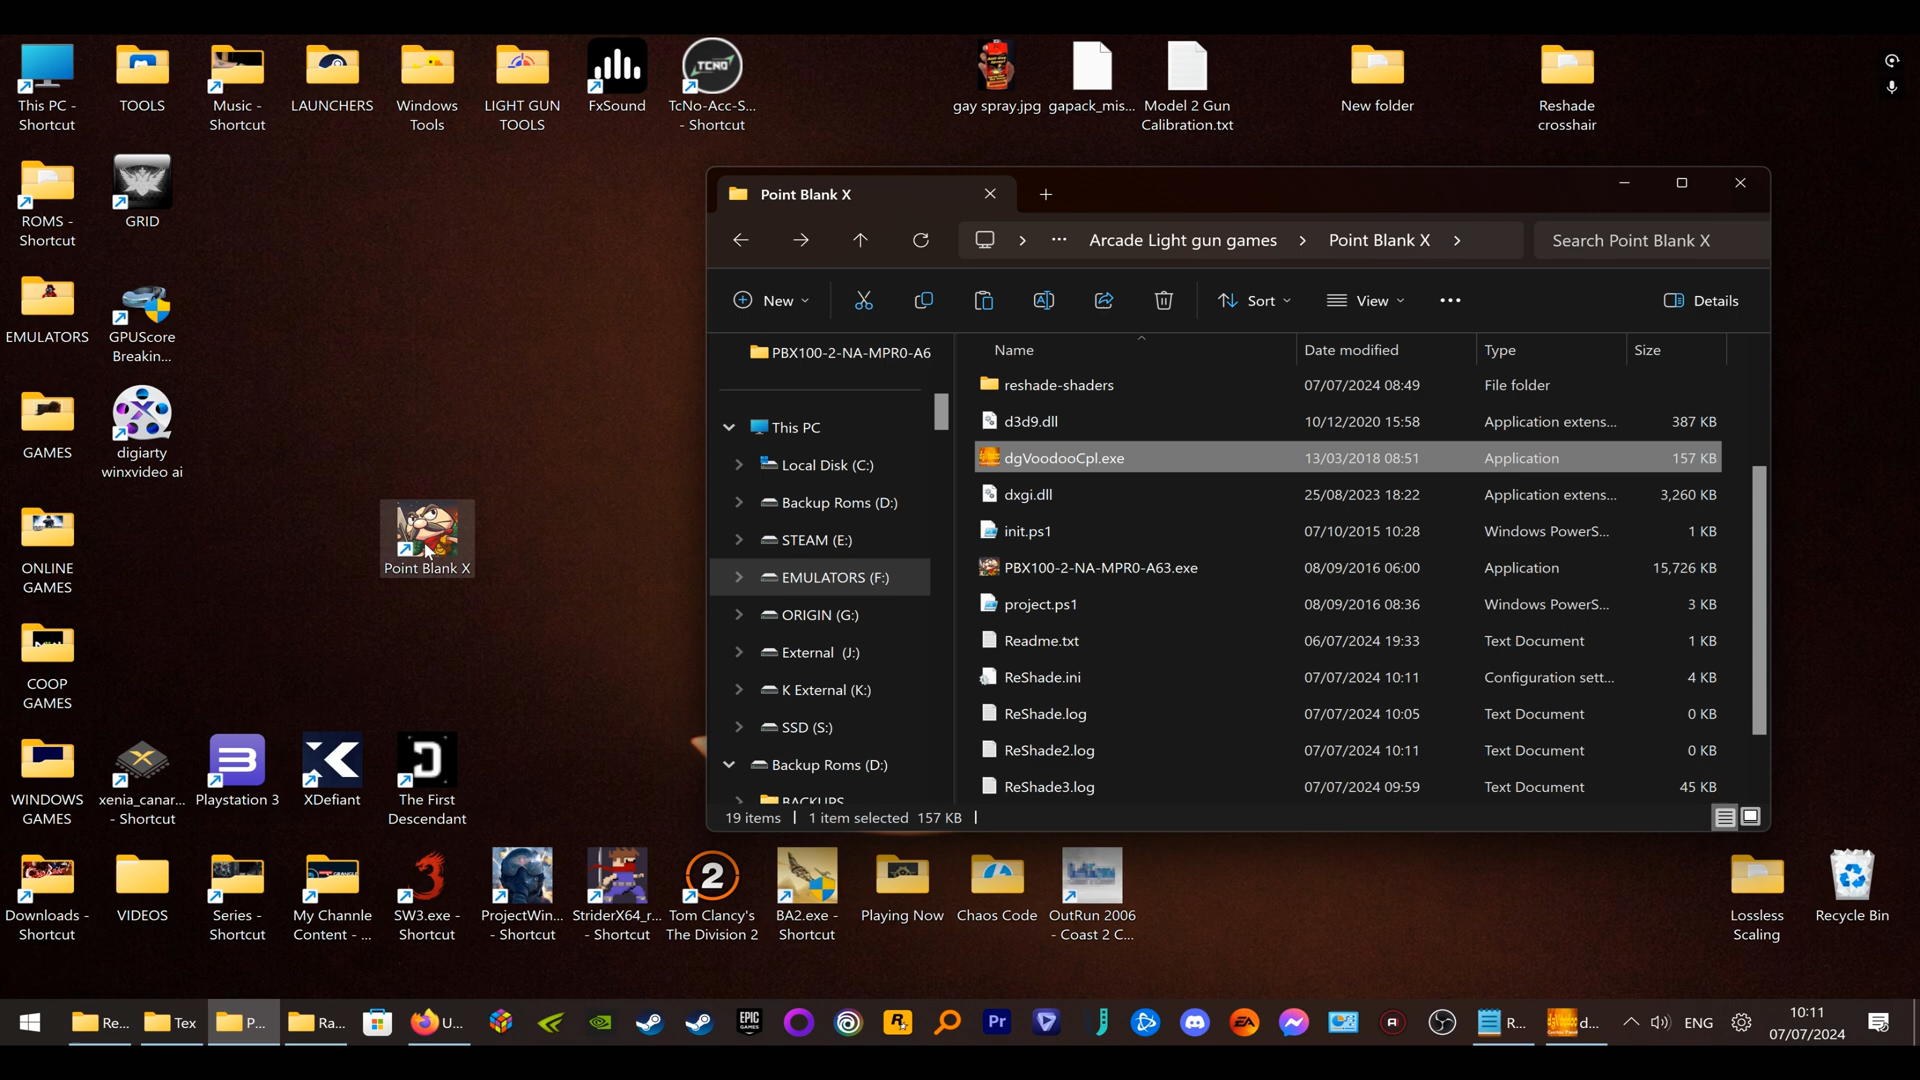 This PC -
Shortcut
TOOLS
Music -
Shortcut
LAUNCHERS
Windows
Tools
LIGHT GUN
TOOLS
FxSound
TCNO
TcNo-Acc-S...
- Shortcut
gay spray.jpg
gapack_mis...
Model 2 Gun
Calibration.txt
New folder
Reshade
crosshair
ROMS -
Shortcut
GRID
EMULATORS
GPUScore
Breakin...
GAMES
digiarty
winxvideo ai
ONLINE
GAMES
Point Blank X
COOP
GAMES
WINDOWS
GAMES
xenia_canar...
- Shortcut
Playstation 3
XDefiant
The First
Descendant
Point Blank X
Arcade Light gun games
Point Blank X
Search Point Blank X
New
Sort
View
Details
PBX100-2-NA-MPR0-A6
This PC
Local Disk (C:)
Backup Roms (D:)
STEAM (E:)
EMULATORS (F:)
ORIGIN (G:)
External (J:)
K External (K:)
SSD (S:)
Backup Roms (D:)
BACKUPS
Name Date modified Type Size
reshade-shaders 07/07/2024 08:49 File folder
d3d9.dll 10/12/2020 15:58 Application extens... 387 KB
dgVoodooCpl.exe 13/03/2018 08:51 Application 157 KB
dxgi.dll 25/08/2023 18:22 Application extens... 3,260 KB
init.ps1 07/10/2015 10:28 Windows PowerS... 1 KB
PBX100-2-NA-MPR0-A63.exe 08/09/2016 06:00 Application 15,726 KB
project.ps1 08/09/2016 08:36 Windows PowerS... 3 KB
Readme.txt 06/07/2024 19:33 Text Document 1 KB
ReShade.ini 07/07/2024 10:11 Configuration sett... 4 KB
ReShade.log 07/07/2024 10:05 Text Document 0 KB
ReShade2.log 07/07/2024 10:11 Text Document 0 KB
ReShade3.log 07/07/2024 09:59 Text Document 45 KB
19 items 1 item selected 157 KB
Downloads -
Shortcut
VIDEOS
Series -
Shortcut
My Channle
Content - ...
SW3.exe -
Shortcut
ProjectWin...
- Shortcut
StriderX64_r...
- Shortcut
Tom Clancy's
The Division 2
BA2.exe -
Shortcut
Playing Now
Chaos Code
OutRun 2006
- Coast 2 C...
Lossless
Scaling
Recycle Bin
Re...
Tex
P...
Ra...
U...
EPIC
GAMES
Pr
EA
R...
d...
ENG
10:11
07/07/2024